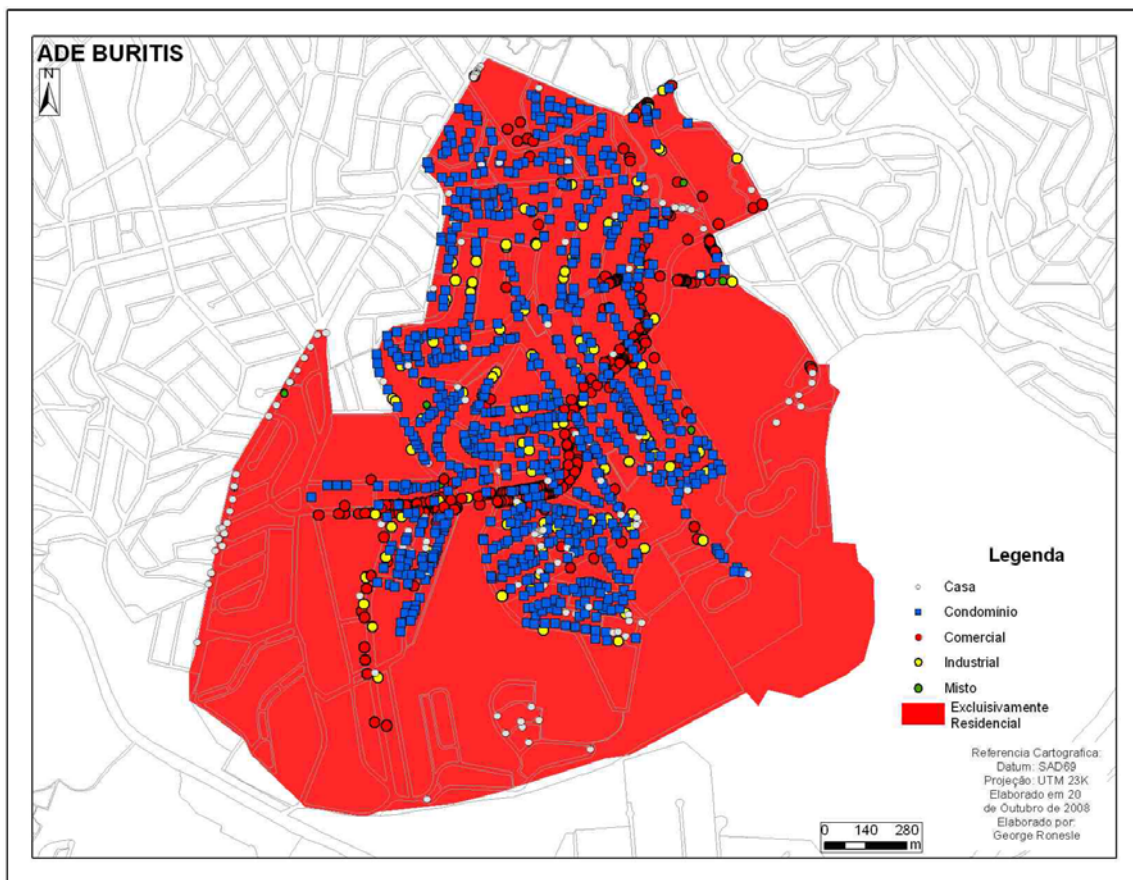 ADE BURITIS
N
Legenda
Casa
Condomínio
Comercial
Industrial
Misto
Excluisivamente
Residencial
Referencia Cartografica:
Datum: SAD69
Projeção: UTM 23K
Elaborado em 20
de Outubro de 2008
Elaborado por:
George Ronesle
0 140 280
m